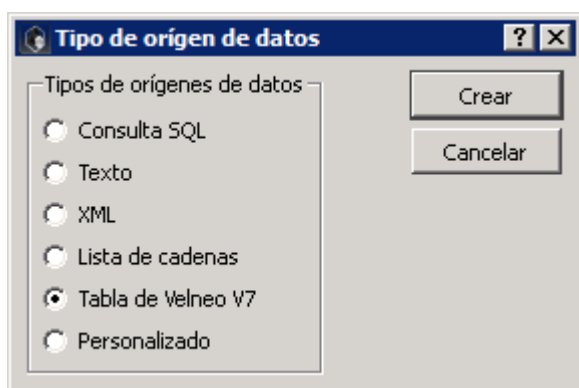 Tipo de orígen de datos
Tipos de orígenes de datos
Crear
Consulta SQL
Cancelar
Texto
XML
Lista de cadenas
Tabla de Velneo V7
Personalizado